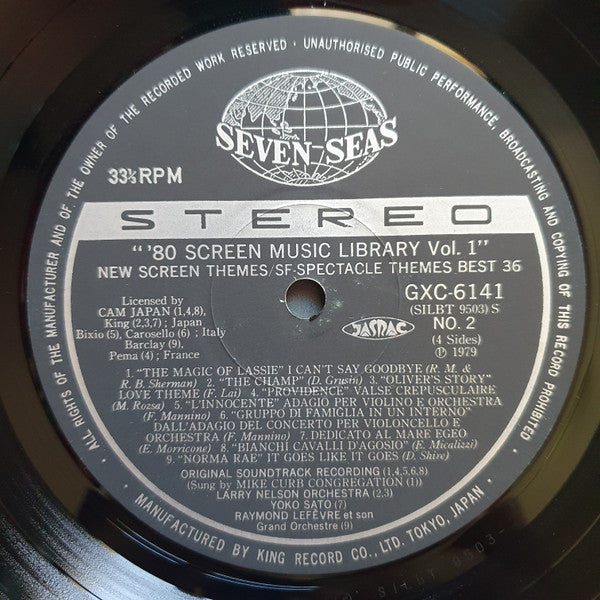 ALL RIGHTS OF THE MANUFACTURER AND OF THE OWNER OF THE RECORDED WORK RESERVED · UNAUTHORISED PUBLIC PERFORMANCE, BROADCASTING AND COPYING OF THIS RECORD PROHIBITED
SEVEN SEAS
33⅓RPM
STEREO
"'80 SCREEN MUSIC LIBRARY Vol. 1"
NEW SCREEN THEMES/SF-SPECTACLE THEMES BEST 36
Licensed by
CAM JAPAN (1,4,8),
King (2,3,7) ; Japan
Bixio (5), Carosello (6) ; Italy
Barclay (9),
Pema (4) ; France
JASRAC
GXC-6141
(SILBT 9503) S
NO. 2
(4 Sides)
Ⓟ 1979
1. "THE MAGIC OF LASSIE" I CAN'T SAY GOODBYE (R. M. &
R. B. Sherman) 2. "THE CHAMP" (D. Grusin) 3. "OLIVER'S STORY"
LOVE THEME (F. Lai) 4. "PROVIDENCE" VALSE CREPUSCULAIRE
(M. Rozsa) 5. "L'INNOCENTE" ADAGIO PER VIOLINO E ORCHESTRA
(F. Mannino) 6. "GRUPPO DI FAMIGLIA IN UN INTERNO"
DALL'ADAGIO DEL CONCERTO PER VIOLONCELLO E
ORCHESTRA (F. Mannino) 7. DEDICATO AL MARE EGEO
(E. Morricone) 8. "BIANCHI CAVALLI D'AGOSIO" (E. Micalizzi)
9. "NORMA RAE" IT GOES LIKE IT GOES (D. Shire)
ORIGINAL SOUNDTRACK RECORDING (1,4,5,6,8)
(Sung by MIKE CURB CONGREGATION (1))
LARRY NELSON ORCHESTRA (2,3)
YOKO SATO (7)
RAYMOND LEFÈVRE et son
Grand Orchestre (9)
MANUFACTURED BY KING RECORD CO., LTD. TOKYO, JAPAN.